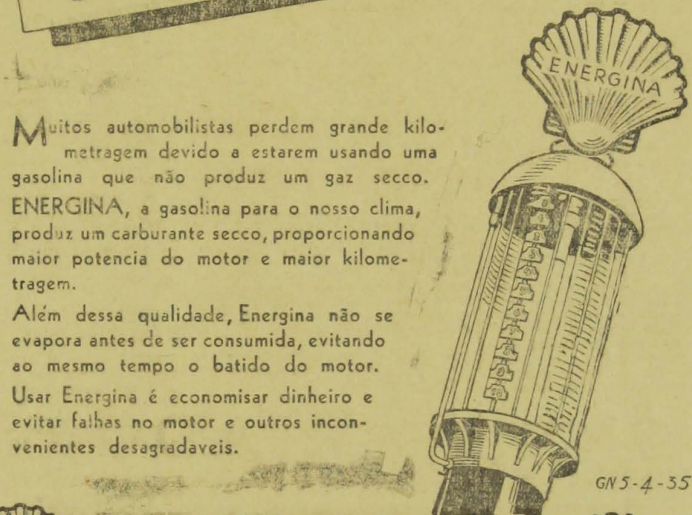 ENERGINA
Muitos automobilistas perdem grande kilo-
metragem devido a estarem usando uma
gasolina que não produz um gaz secco.
ENERGINA, a gasolina para o nosso clima,
produz um carburante secco, proporcionando
maior potencia do motor e maior kilome-
tragem.
Além dessa qualidade, Energina não se
evapora antes de ser consumida, evitando
ao mesmo tempo o batido do motor.
Usar Energina é economisar dinheiro e
evitar falhas no motor e outros incon-
venientes desagradaveis.
GN 5-4-35